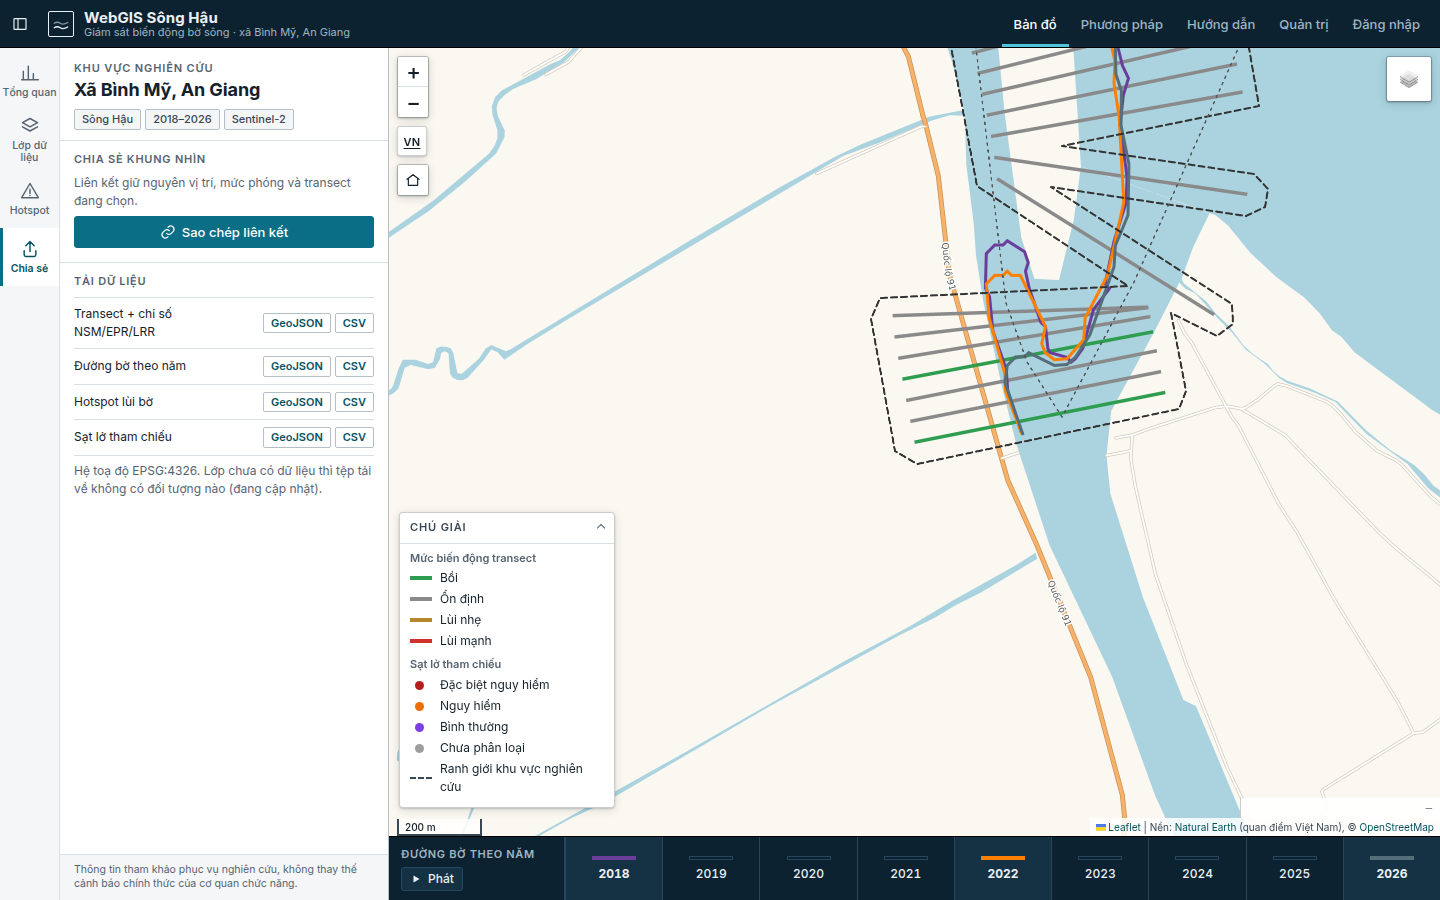 WebGIS Sông Hậu
Giám sát biến động bờ sông · xã Bình Mỹ, An Giang
Bản đồ
Phương pháp
Hướng dẫn
Quản trị
Đăng nhập
Tổng quan
Lớp dữ
liệu
Hotspot
Chia sẻ
KHU VỰC NGHIÊN CỨU
Xã Bình Mỹ, An Giang
Sông Hậu
2018–2026
Sentinel-2
CHIA SẺ KHUNG NHÌN
Liên kết giữ nguyên vị trí, mức phóng và transect
đang chọn.
Sao chép liên kết
TẢI DỮ LIỆU
Transect + chỉ số
NSM/EPR/LRR
GeoJSON
CSV
Đường bờ theo năm
GeoJSON
CSV
Hotspot lùi bờ
GeoJSON
CSV
Sạt lở tham chiếu
GeoJSON
CSV
Hệ toạ độ EPSG:4326. Lớp chưa có dữ liệu thì tệp tải
về không có đối tượng nào (đang cập nhật).
Thông tin tham khảo phục vụ nghiên cứu, không thay thế
cảnh báo chính thức của cơ quan chức năng.
+
−
VN
Quốc lộ 91
Quốc lộ 91
CHÚ GIẢI
Mức biến động transect
Bồi
Ổn định
Lùi nhẹ
Lùi mạnh
Sạt lở tham chiếu
Đặc biệt nguy hiểm
Nguy hiểm
Bình thường
Chưa phân loại
Ranh giới khu vực nghiên
cứu
200 m
–
Leaflet | Nền: Natural Earth (quan điểm Việt Nam), © OpenStreetMap
ĐƯỜNG BỜ THEO NĂM
Phát
2018
2019
2020
2021
2022
2023
2024
2025
2026